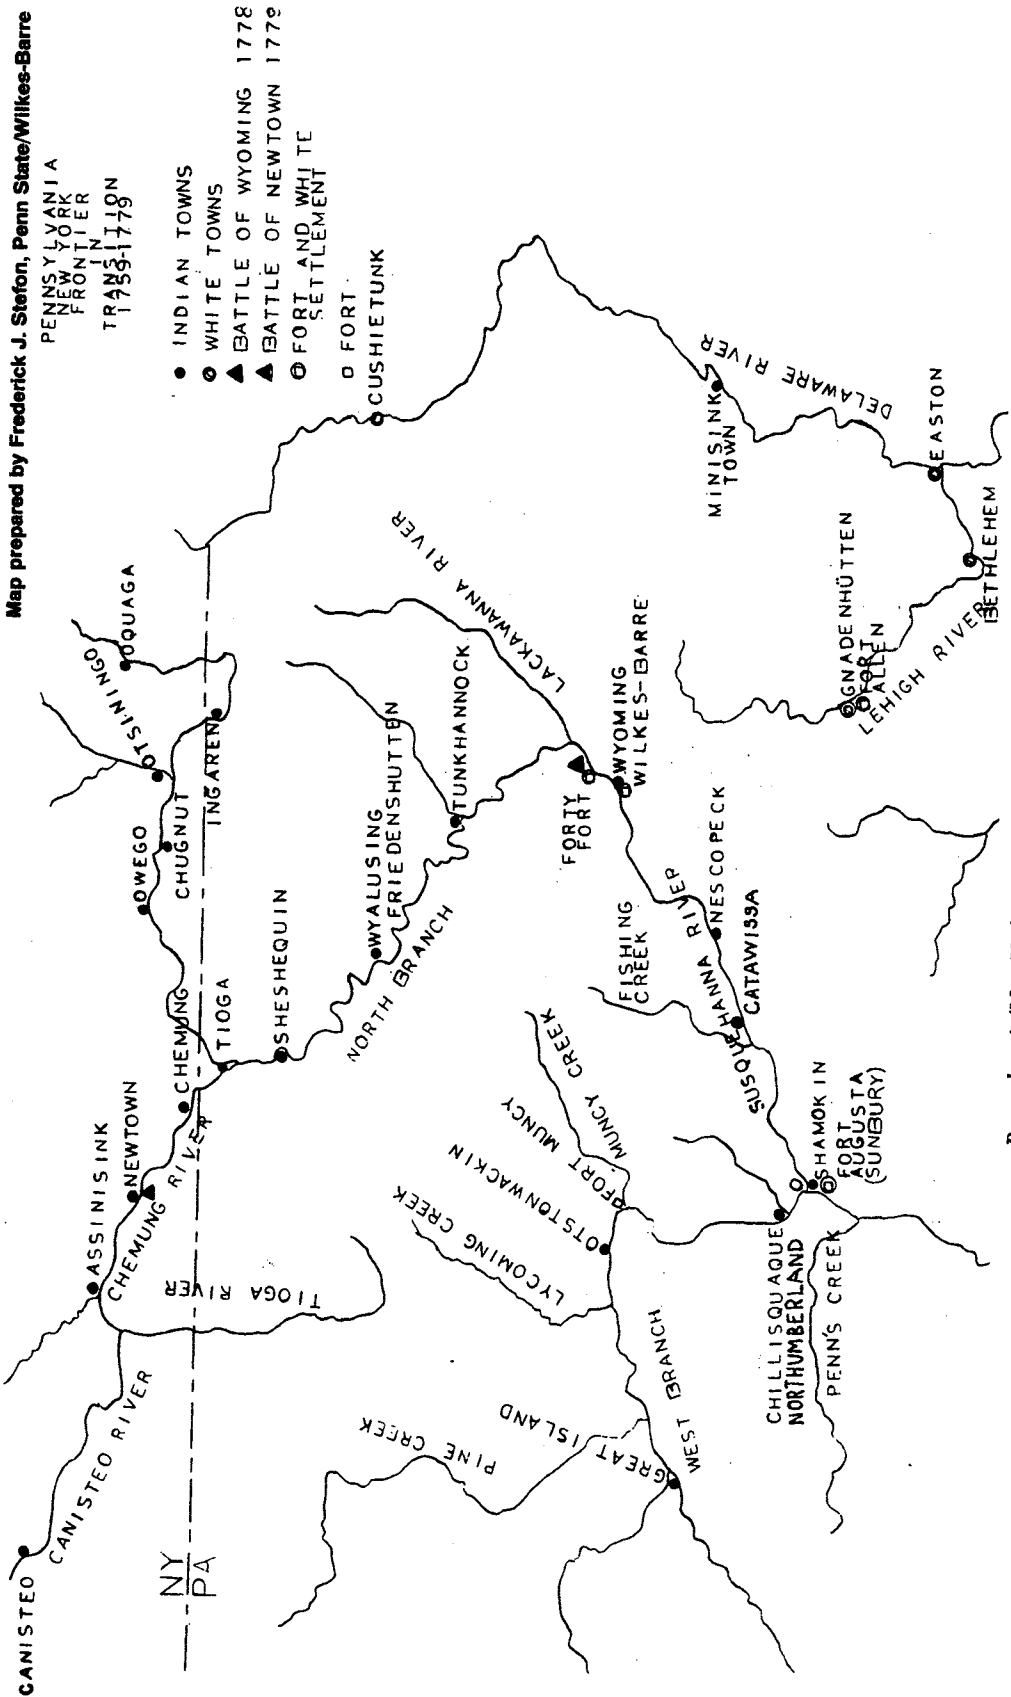 Map prepared by Frederick J. Stefon, Penn State/Wilkes-Barre
PENNSYLVANIA
NEW YORK
FRONTIER
IN
TRANSITION
1759-1779
INDIAN TOWNS
WHITE TOWNS
BATTLE OF WYOMING 1778
BATTLE OF NEWTOWN 1779
FORT AND WHITE
SETTLEMENT
FORT
CANISTEO
CANISTEO RIVER
NY
PA
ASSINISINK
NEWTOWN
CHEMUNG RIVER
CHEMUNG
TIOGA RIVER
TIOGA
OWEGO
CHUGNUT
OTSININGO
OQUAGA
INGAREN
SHESHEQUIN
WYALUSING
FRIEDENSHUTTEN
NORTH BRANCH
TUNKHANNOCK
LACKAWANNA RIVER
CUSHIETUNK
PINE CREEK
GREAT ISLAND
WEST BRANCH
LYCOMING CREEK
OTSTONWACKIN
FORT MUNCY
MUNCY CREEK
FISHING
CREEK
SUSQUEHANNA RIVER
FORTY
FORT
WYOMING
WILKES-BARRE
NESCOPECK
CATAWISSA
MINISINK
TOWN
DELAWARE RIVER
CHILLISQUAQUE
NORTHUMBERLAND
PENN'S CREEK
SHAMOKIN
FORT
AUGUSTA
(SUNBURY)
GNADENHÜTTEN
FORT
ALLEN
LEHIGH RIVER
BETHLEHEM
EASTON